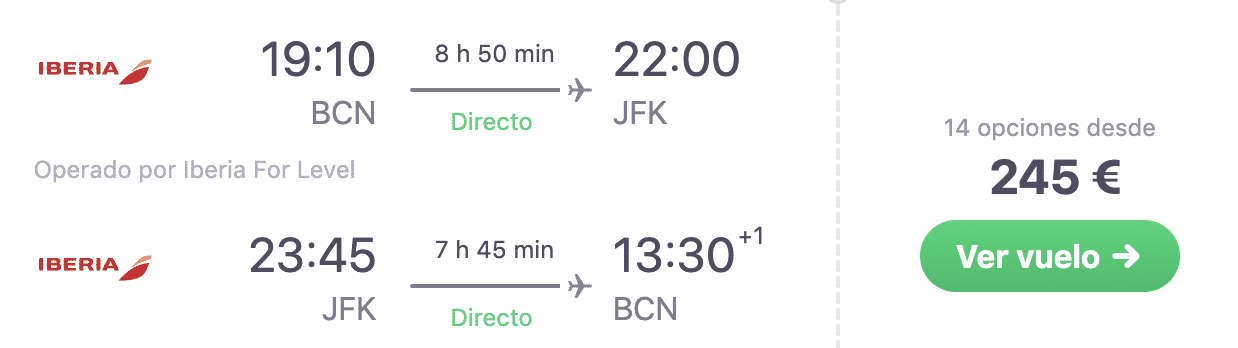 IBERIA
19:10 8 h 50 min 22:00
BCN Directo JFK
Operado por Iberia For Level
IBERIA
23:45 7 h 45 min 13:30 +1
JFK Directo BCN
14 opciones desde
245 €
Ver vuelo →